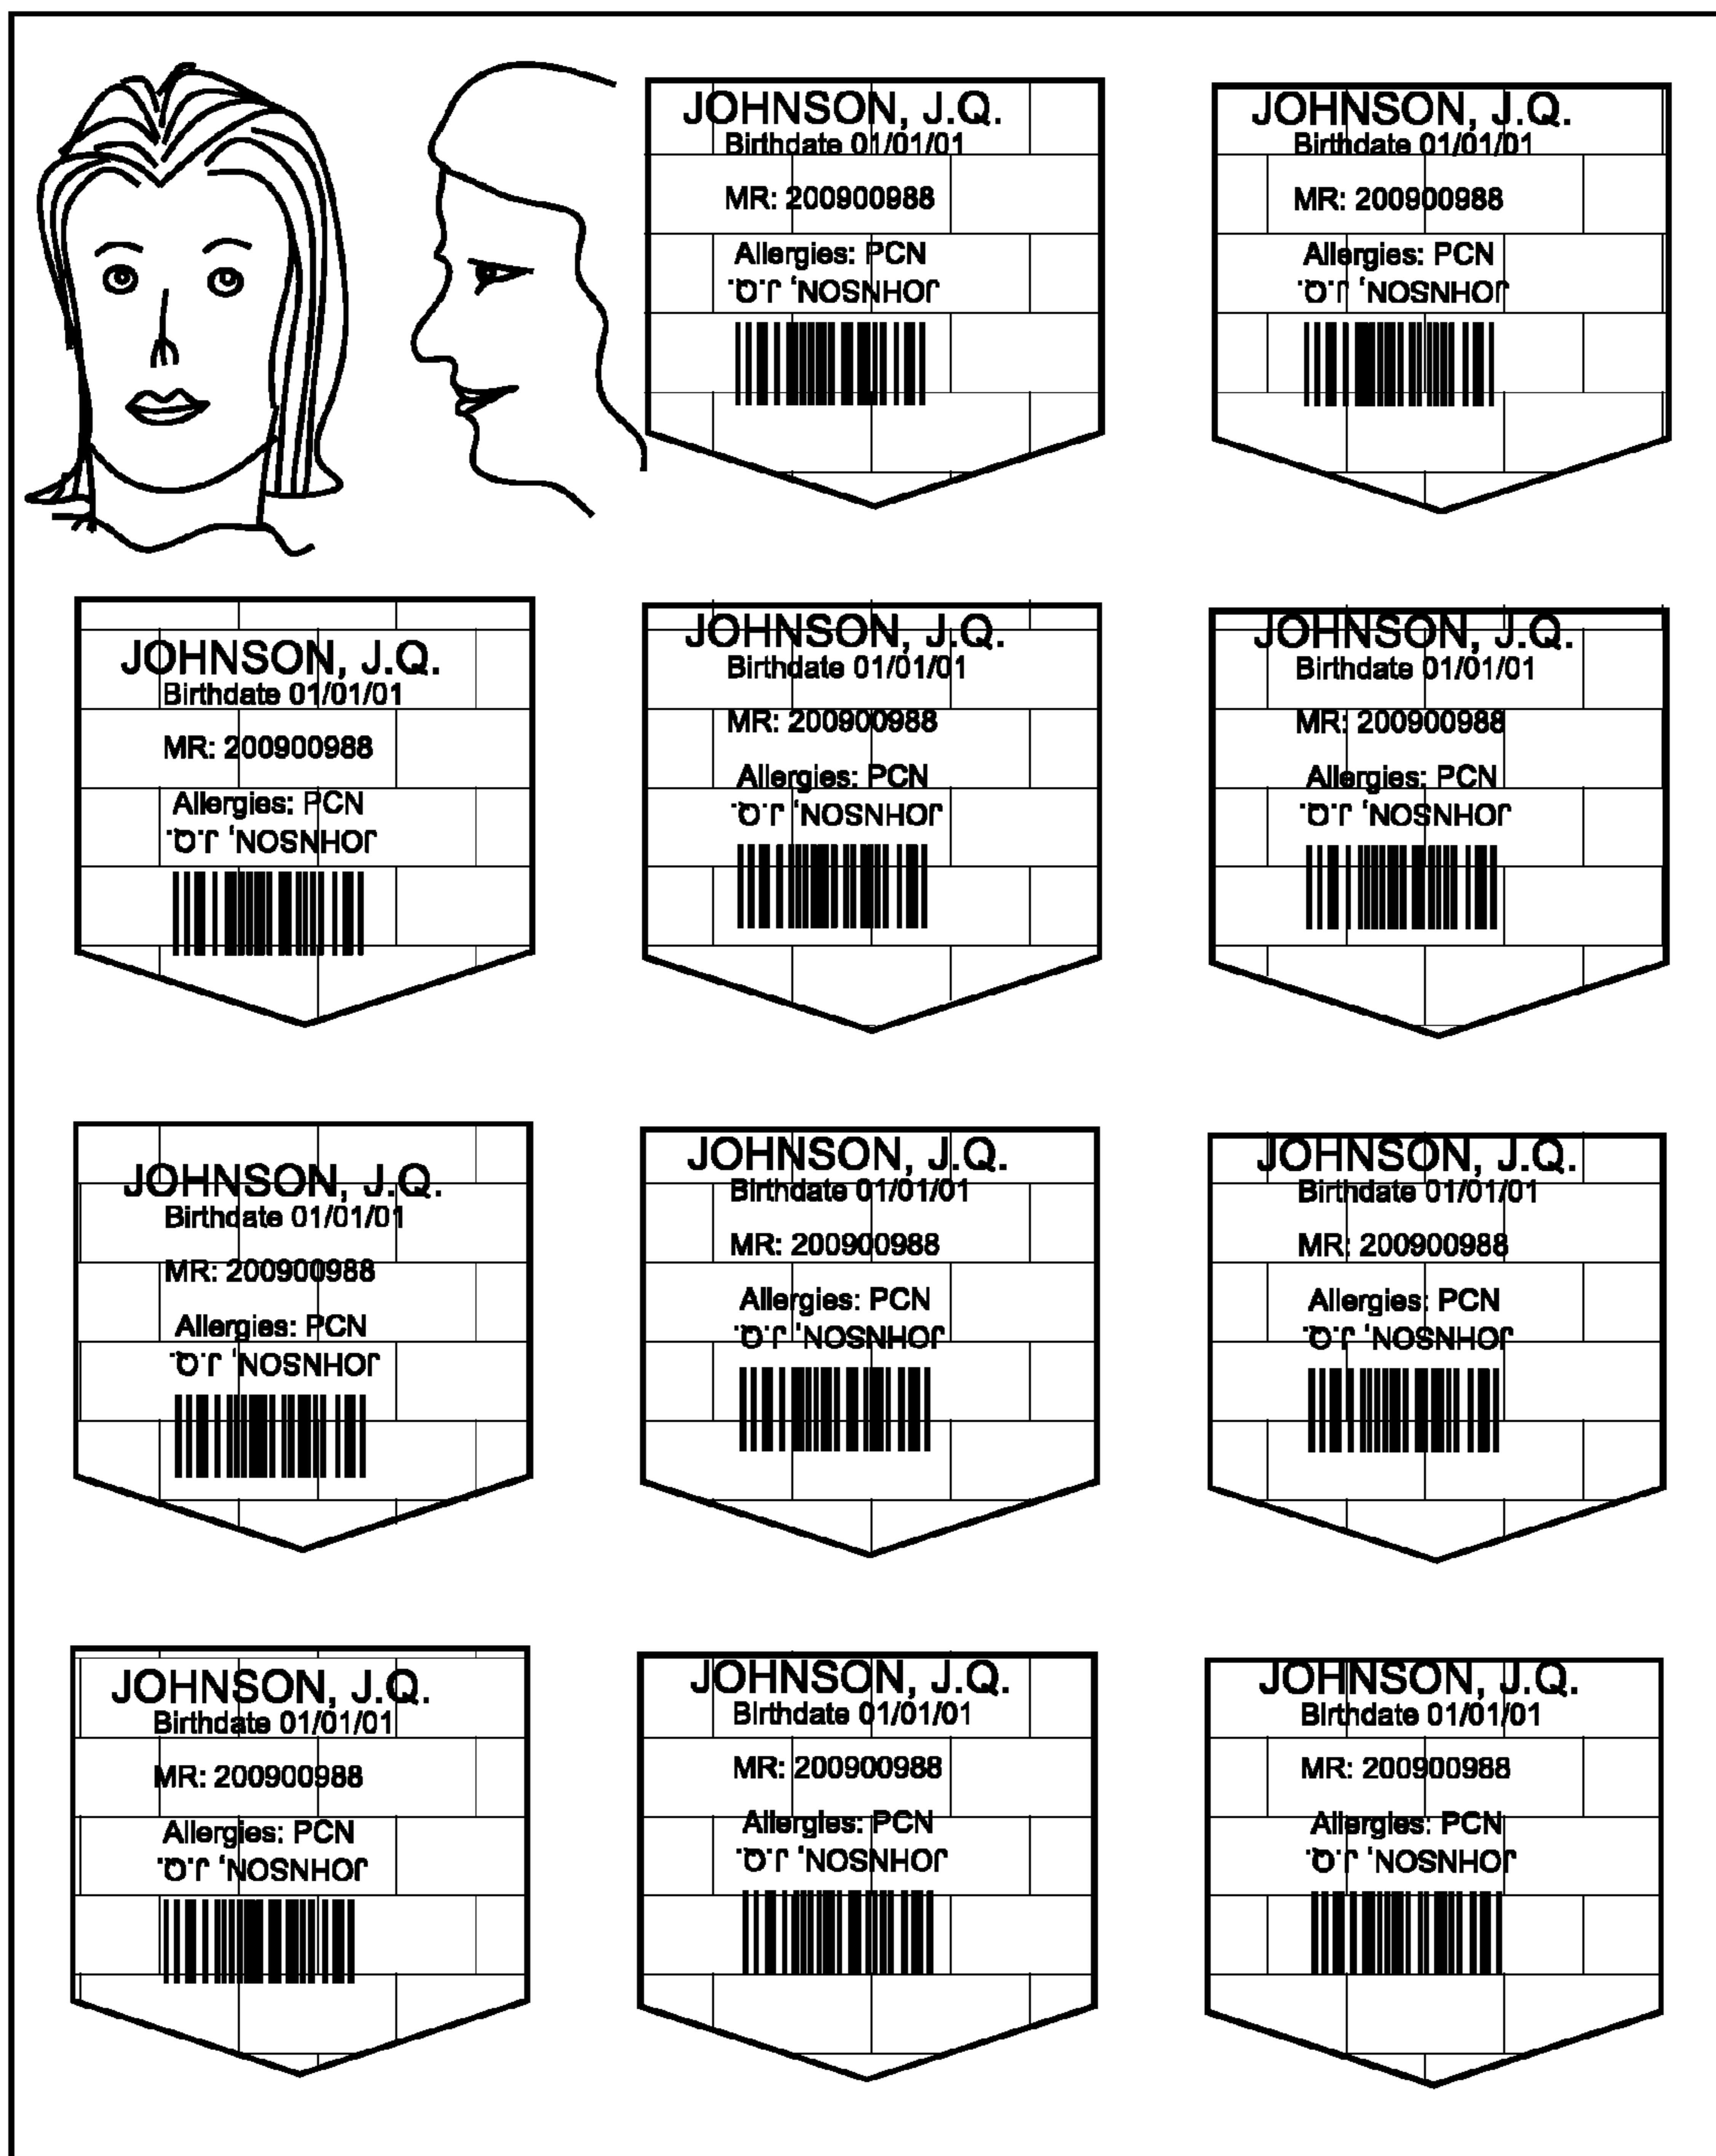 JOHNSON, J.Q.
Birthdate 01/01/01
MR: 200900988
Allergies: PCN
JOHNSON, J.Q.
JOHNSON, J.Q.
Birthdate 01/01/01
MR: 200900988
Allergies: PCN
JOHNSON, J.Q.
JOHNSON, J.Q.
Birthdate 01/01/01
MR: 200900988
Allergies: PCN
JOHNSON, J.Q.
JOHNSON, J.Q.
Birthdate 01/01/01
MR: 200900988
Allergies: PCN
JOHNSON, J.Q.
JOHNSON, J.Q.
Birthdate 01/01/01
MR: 200900988
Allergies: PCN
JOHNSON, J.Q.
JOHNSON, J.Q.
Birthdate 01/01/01
MR: 200900988
Allergies: PCN
JOHNSON, J.Q.
JOHNSON, J.Q.
Birthdate 01/01/01
MR: 200900988
Allergies: PCN
JOHNSON, J.Q.
JOHNSON, J.Q.
Birthdate 01/01/01
MR: 200900988
Allergies: PCN
JOHNSON, J.Q.
JOHNSON, J.Q.
Birthdate 01/01/01
MR: 200900988
Allergies: PCN
JOHNSON, J.Q.
JOHNSON, J.Q.
Birthdate 01/01/01
MR: 200900988
Allergies: PCN
JOHNSON, J.Q.
JOHNSON, J.Q.
Birthdate 01/01/01
MR: 200900988
Allergies: PCN
JOHNSON, J.Q.